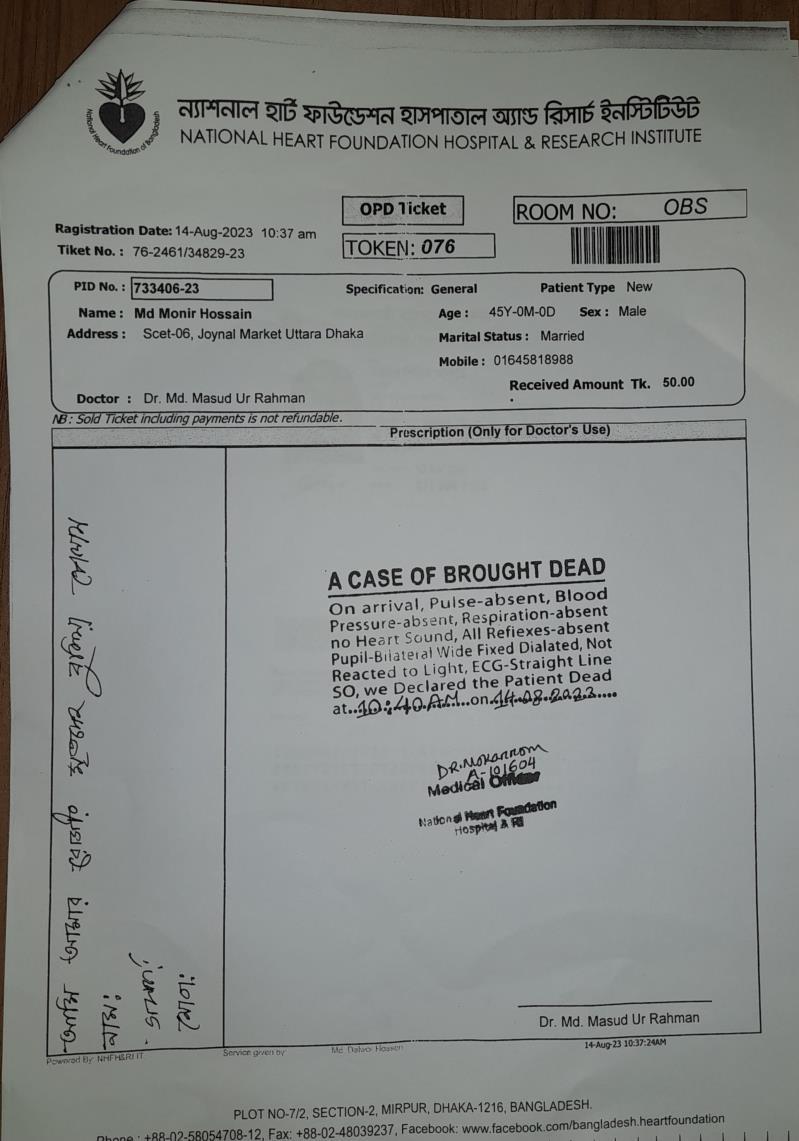 ন্যাশনাল হার্ট ফাউন্ডেশন হাসপাতাল অ্যান্ড রিসার্চ ইনস্টিটিউট
NATIONAL HEART FOUNDATION HOSPITAL & RESEARCH INSTITUTE
National Heart Foundation of Bangladesh
OPD Ticket
ROOM NO: OBS
Ragistration Date: 14-Aug-2023 10:37 am
TOKEN: 076
Tiket No. : 76-2461/34829-23
PID No. : 733406-23
Specification: General
Patient Type New
Name : Md Monir Hossain
Age : 45Y-0M-0D Sex : Male
Address : Scet-06, Joynal Market Uttara Dhaka
Marital Status : Married
Mobile : 01645818988
Received Amount Tk. 50.00
Doctor : Dr. Md. Masud Ur Rahman
NB : Sold Ticket including payments is not refundable.
Prescription (Only for Doctor's Use)
A CASE OF BROUGHT DEAD
On arrival, Pulse-absent, Blood
Pressure-absent, Respiration-absent
no Heart Sound, All Refiexes-absent
Pupil-Bilateral Wide Fixed Dialated, Not
Reacted to Light, ECG-Straight Line
SO, we Declared the Patient Dead
at..10:40.AM...on.14.08.2023....
DR. Mokarrom
A-101604
Medical Officer
National Heart Foundation
Hospital & RI
Dr. Md. Masud Ur Rahman
14-Aug-23 10:37:24AM
Powered By: NHFH&RI IT
Service given by:
PLOT NO-7/2, SECTION-2, MIRPUR, DHAKA-1216, BANGLADESH.
Phone : +88-02-58054708-12, Fax: +88-02-48039237, Facebook: www.facebook.com/bangladesh.heartfoundation